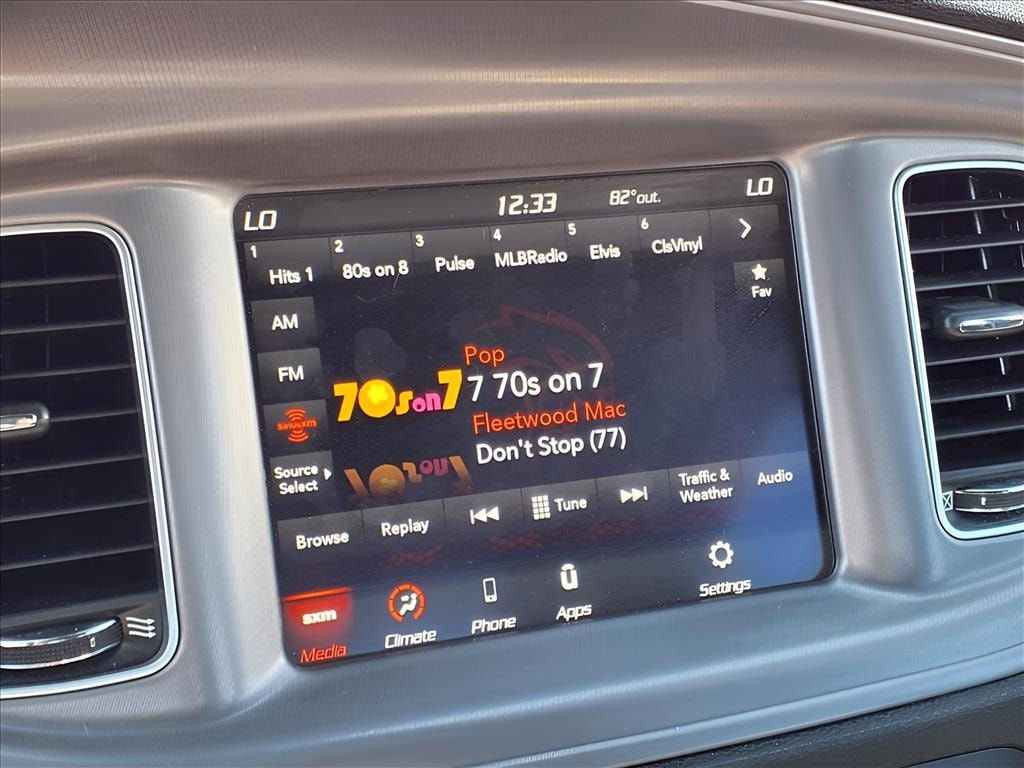 LO 12:33 82°out. LO
1 Hits 1 2 80s on 8 3 Pulse 4 MLBRadio 5 Elvis 6 ClsVinyl
Fav
AM
FM
siriusxm
Source
Select
Pop
70s on 7
7 70s on 7
Fleetwood Mac
Don't Stop (77)
Browse Replay Tune Traffic &
Weather Audio
sxm
Media Climate Phone Apps Settings